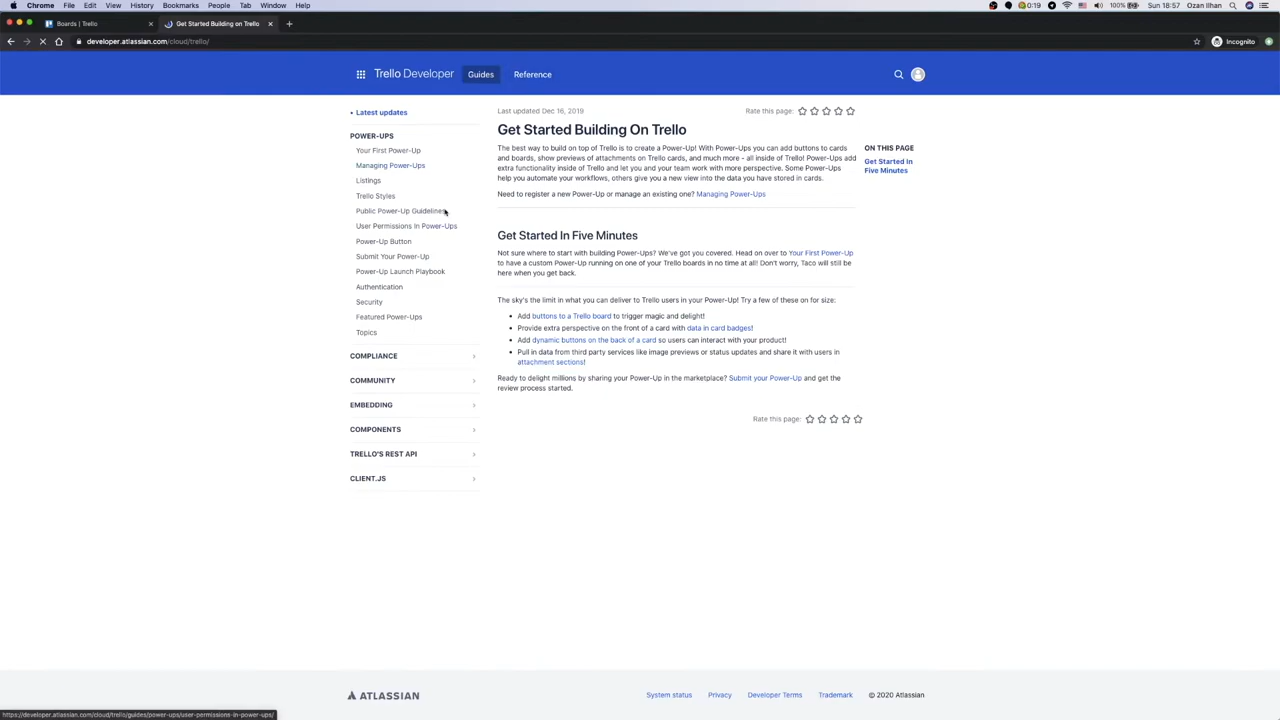 Chrome File Edit View History Bookmarks People Tab Window Help
0:19 100% Sun 18:57 Ozan Ilhan
Boards | Trello
Get Started Building on Trello
developer.atlassian.com/cloud/trello/
Incognito
Trello Developer
Guides
Reference
Latest updates
POWER-UPS
Your First Power-Up
Managing Power-Ups
Listings
Trello Styles
Public Power-Up Guidelines
User Permissions In Power-Ups
Power-Up Button
Submit Your Power-Up
Power-Up Launch Playbook
Authentication
Security
Featured Power-Ups
Topics
COMPLIANCE
COMMUNITY
EMBEDDING
COMPONENTS
TRELLO'S REST API
CLIENT.JS
Last updated Dec 16, 2019
Rate this page:
Get Started Building On Trello
The best way to build on top of Trello is to create a Power-Up! With Power-Ups you can add buttons to cards
and boards, show previews of attachments on Trello cards, and much more - all inside of Trello! Power-Ups add
extra functionality inside of Trello and let you and your team work with more perspective. Some Power-Ups
help you automate your workflows, others give you a new view into the data you have stored in cards.
Need to register a new Power-Up or manage an existing one? Managing Power-Ups
Get Started In Five Minutes
Not sure where to start with building Power-Ups? We've got you covered. Head on over to Your First Power-Up
to have a custom Power-Up running on one of your Trello boards in no time at all! Don't worry, Taco will still be
here when you get back.
The sky's the limit in what you can deliver to Trello users in your Power-Up! Try a few of these on for size:
Add buttons to a Trello board to trigger magic and delight!
Provide extra perspective on the front of a card with data in card badges!
Add dynamic buttons on the back of a card so users can interact with your product!
Pull in data from third party services like image previews or status updates and share it with users in
attachment sections!
Ready to delight millions by sharing your Power-Up in the marketplace? Submit your Power-Up and get the
review process started.
Rate this page:
ON THIS PAGE
Get Started In
Five Minutes
ATLASSIAN
System status
Privacy
Developer Terms
Trademark
© 2020 Atlassian
https://developer.atlassian.com/cloud/trello/guides/power-ups/user-permissions-in-power-ups/